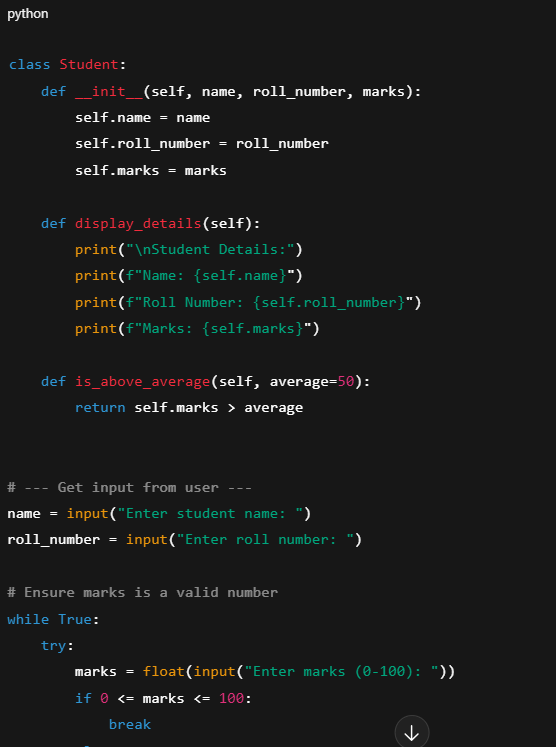 python
class Student:
    def __init__(self, name, roll_number, marks):
        self.name = name
        self.roll_number = roll_number
        self.marks = marks
    def display_details(self):
        print("\nStudent Details:")
        print(f"Name: {self.name}")
        print(f"Roll Number: {self.roll_number}")
        print(f"Marks: {self.marks}")
    def is_above_average(self, average=50):
        return self.marks > average
# --- Get input from user ---
name = input("Enter student name: ")
roll_number = input("Enter roll number: ")
# Ensure marks is a valid number
while True:
    try:
        marks = float(input("Enter marks (0-100): "))
        if 0 <= marks <= 100:
            break